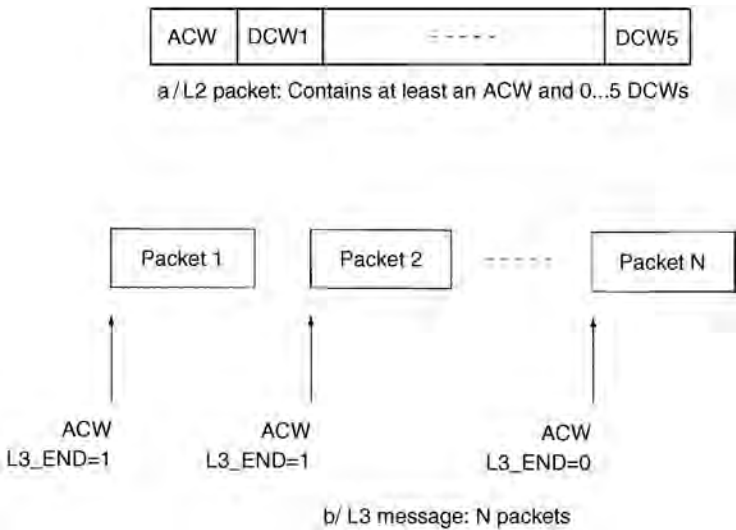 ACW DCW1 - - - - - DCW5
a / L2 packet: Contains at least an ACW and 0...5 DCWs
Packet 1 Packet 2 - - - - - Packet N
ACW ACW ACW
L3_END=1 L3_END=1 L3_END=0
b/ L3 message: N packets